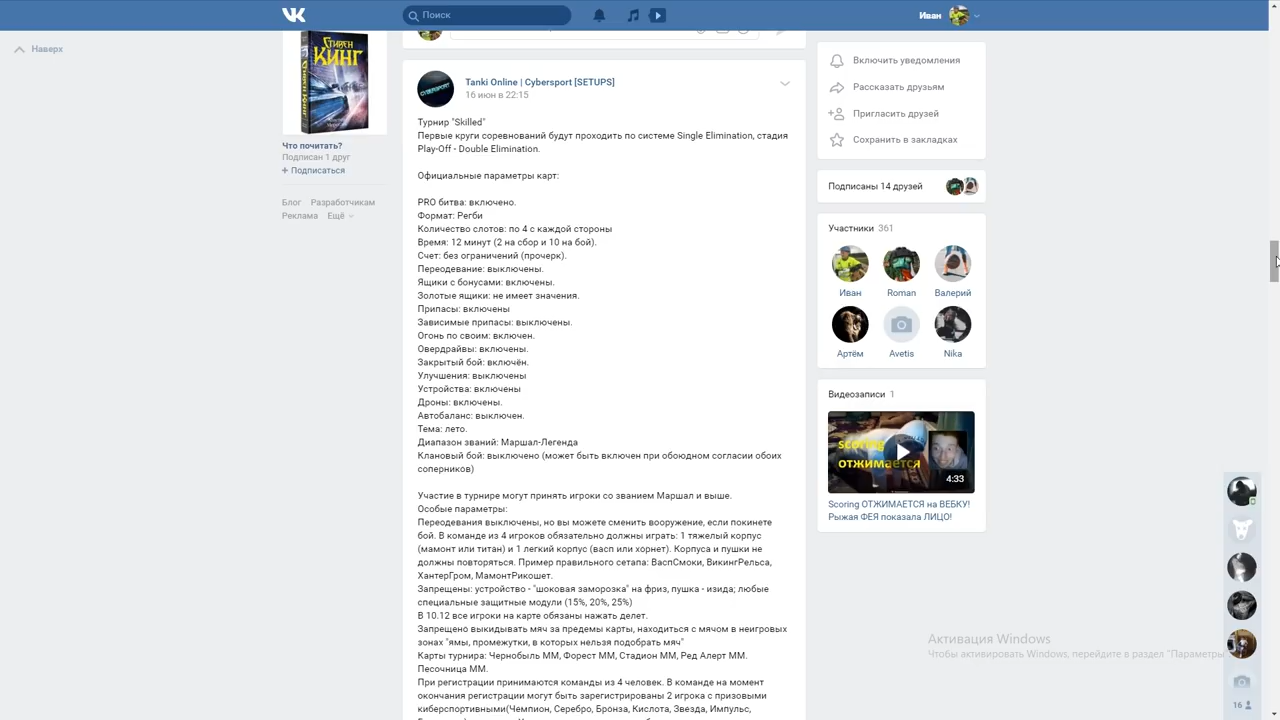 Поиск
Иван
Наверх
СТИВЕН
КИНГ
Что почитать?
Подписан 1 друг
+ Подписаться
Блог Разработчикам
Реклама Ещё
CYBERSPORT
Tanki Online | Cybersport [SETUPS]
16 июн в 22:15
Турнир "Skilled"
Первые круги соревнований будут проходить по системе Single Elimination, стадия
Play-Off - Double Elimination.
Официальные параметры карт:
PRO битва: включено.
Формат: Регби
Количество слотов: по 4 с каждой стороны
Время: 12 минут (2 на сбор и 10 на бой).
Счет: без ограничений (прочерк).
Переодевание: выключены.
Ящики с бонусами: включены.
Золотые ящики: не имеет значения.
Припасы: включены
Зависимые припасы: выключены.
Огонь по своим: включен.
Овердрайвы: включены.
Закрытый бой: включён.
Улучшения: выключены
Устройства: включены
Дроны: включены.
Автобаланс: выключен.
Тема: лето.
Диапазон званий: Маршал-Легенда
Клановый бой: выключено (может быть включен при обоюдном согласии обоих
соперников)
Участие в турнире могут принять игроки со званием Маршал и выше.
Особые параметры:
Переодевания выключены, но вы можете сменить вооружение, если покинете
бой. В команде из 4 игроков обязательно должны играть: 1 тяжелый корпус
(мамонт или титан) и 1 легкий корпус (васп или хорнет). Корпуса и пушки не
должны повторяться. Пример правильного сетапа: ВаспСмоки, ВикингРельса,
ХантерГром, МамонтРикошет.
Запрещены: устройство - "шоковая заморозка" на фриз, пушка - изида; любые
специальные защитные модули (15%, 20%, 25%)
В 10.12 все игроки на карте обязаны нажать делет.
Запрещено выкидывать мяч за предемы карты, находиться с мячом в неигровых
зонах "ямы, промежутки, в которых нельзя подобрать мяч"
Карты турнира: Чернобыль ММ, Форест ММ, Стадион ММ, Ред Алерт ММ.
Песочница ММ.
При регистрации принимаются команды из 4 человек. В команде на момент
окончания регистрации могут быть зарегистрированы 2 игрока с призовыми
киберспортивными(Чемпион, Серебро, Бронза, Кислота, Звезда, Импульс,
Включить уведомления
Рассказать друзьям
Пригласить друзей
Сохранить в закладках
Подписаны 14 друзей
Участники 361
Иван Roman Валерий
Артём Avetis Nika
Видеозаписи 1
scoring
отжимается
4:33
Scoring ОТЖИМАЕТСЯ на ВЕБКУ!
Рыжая ФЕЯ показала ЛИЦО!
Активация Windows
Чтобы активировать Windows, перейдите в раздел "Параметры
16